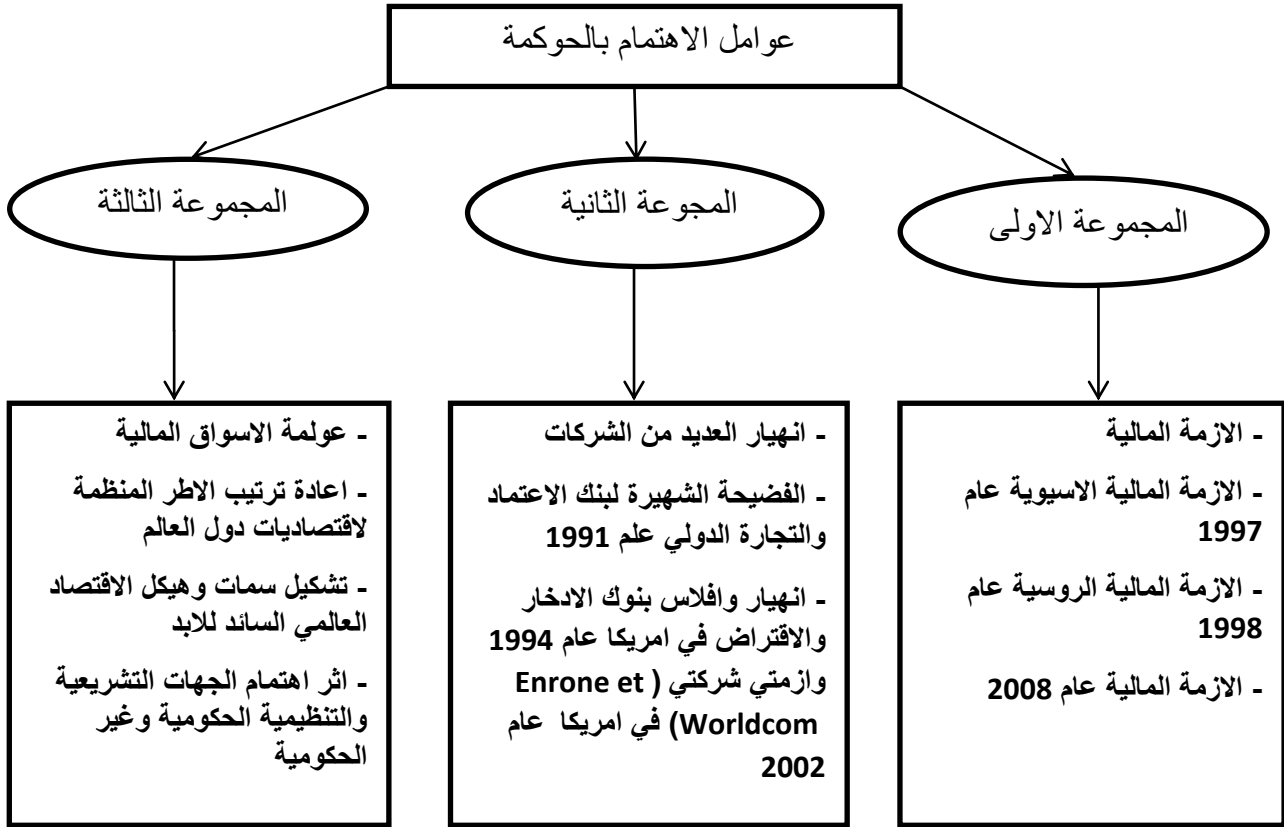 عوامل الاهتمام بالحوكمة
المجموعة الاولى
المجوعة الثانية
المجموعة الثالثة
- الازمة المالية
- الازمة المالية الاسيوية عام
1997
- الازمة المالية الروسية عام
1998
- الازمة المالية عام 2008
- انهيار العديد من الشركات
- الفضيحة الشهيرة لبنك الاعتماد
والتجارة الدولي علم 1991
- انهيار وافلاس بنوك الادخار
والاقتراض في امريكا عام 1994
وازمتي شركتي ( Enrone et
Worldcom) في امريكا عام
2002
- عولمة الاسواق المالية
- اعادة ترتيب الاطر المنظمة
لاقتصاديات دول العالم
- تشكيل سمات وهيكل الاقتصاد
العالمي السائد للابد
- اثر اهتمام الجهات التشريعية
والتنظيمية الحكومية وغير
الحكومية